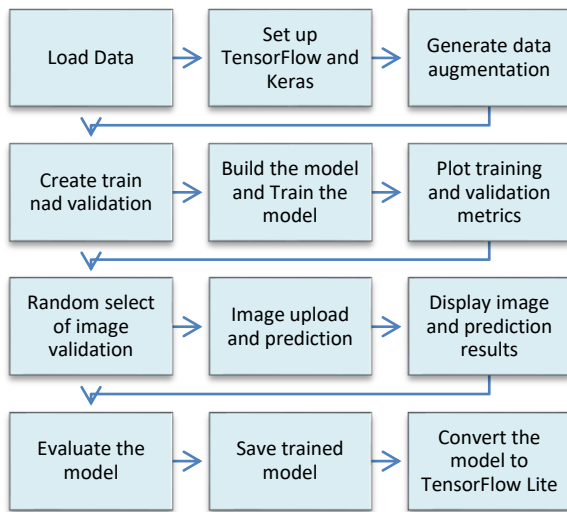 Load Data
Set up
TensorFlow and
Keras
Generate data
augmentation
Create train
nad validation
Build the model
and Train the
model
Plot training
and validation
metrics
Random select
of image
validation
Image upload
and prediction
Display image
and prediction
results
Evaluate the
model
Save trained
model
Convert the
model to
TensorFlow Lite